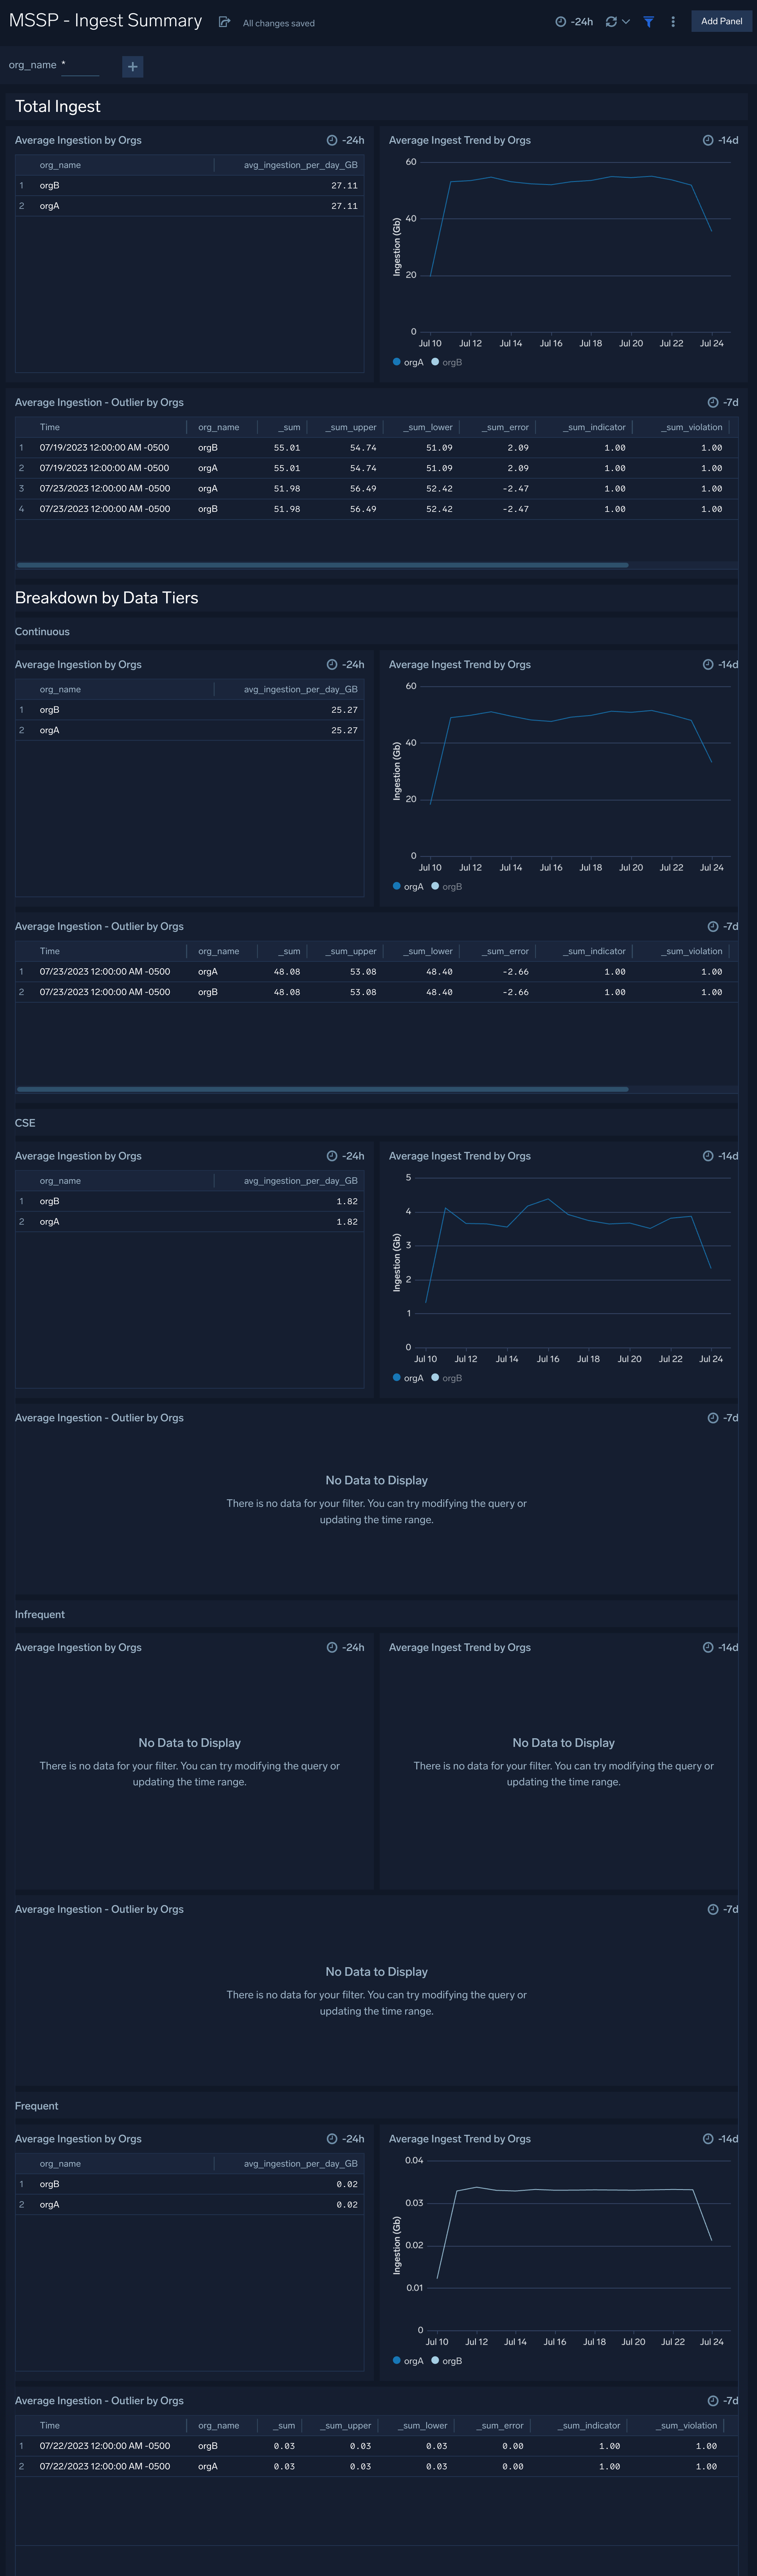 MSSP - Ingest Summary All changes saved -24h Add Panel
org_name * +
Total Ingest
Average Ingestion by Orgs -24h
org_name avg_ingestion_per_day_GB
1 orgB 27.11
2 orgA 27.11
Average Ingest Trend by Orgs -14d
60
40
20
0
Ingestion (Gb)
Jul 10 Jul 12 Jul 14 Jul 16 Jul 18 Jul 20 Jul 22 Jul 24
orgA orgB
Average Ingestion - Outlier by Orgs -7d
Time org_name _sum _sum_upper _sum_lower _sum_error _sum_indicator _sum_violation
1 07/19/2023 12:00:00 AM -0500 orgB 55.01 54.74 51.09 2.09 1.00 1.00
2 07/19/2023 12:00:00 AM -0500 orgA 55.01 54.74 51.09 2.09 1.00 1.00
3 07/23/2023 12:00:00 AM -0500 orgA 51.98 56.49 52.42 -2.47 1.00 1.00
4 07/23/2023 12:00:00 AM -0500 orgB 51.98 56.49 52.42 -2.47 1.00 1.00
Breakdown by Data Tiers
Continuous
Average Ingestion by Orgs -24h
org_name avg_ingestion_per_day_GB
1 orgB 25.27
2 orgA 25.27
Average Ingest Trend by Orgs -14d
60
40
20
0
Ingestion (Gb)
Jul 10 Jul 12 Jul 14 Jul 16 Jul 18 Jul 20 Jul 22 Jul 24
orgA orgB
Average Ingestion - Outlier by Orgs -7d
Time org_name _sum _sum_upper _sum_lower _sum_error _sum_indicator _sum_violation
1 07/23/2023 12:00:00 AM -0500 orgA 48.08 53.08 48.40 -2.66 1.00 1.00
2 07/23/2023 12:00:00 AM -0500 orgB 48.08 53.08 48.40 -2.66 1.00 1.00
CSE
Average Ingestion by Orgs -24h
org_name avg_ingestion_per_day_GB
1 orgB 1.82
2 orgA 1.82
Average Ingest Trend by Orgs -14d
5
4
3
2
1
0
Ingestion (Gb)
Jul 10 Jul 12 Jul 14 Jul 16 Jul 18 Jul 20 Jul 22 Jul 24
orgA orgB
Average Ingestion - Outlier by Orgs -7d
No Data to Display
There is no data for your filter. You can try modifying the query or
updating the time range.
Infrequent
Average Ingestion by Orgs -24h
No Data to Display
There is no data for your filter. You can try modifying the query or
updating the time range.
Average Ingest Trend by Orgs -14d
No Data to Display
There is no data for your filter. You can try modifying the query or
updating the time range.
Average Ingestion - Outlier by Orgs -7d
No Data to Display
There is no data for your filter. You can try modifying the query or
updating the time range.
Frequent
Average Ingestion by Orgs -24h
org_name avg_ingestion_per_day_GB
1 orgB 0.02
2 orgA 0.02
Average Ingest Trend by Orgs -14d
0.04
0.03
0.02
0.01
0
Ingestion (Gb)
Jul 10 Jul 12 Jul 14 Jul 16 Jul 18 Jul 20 Jul 22 Jul 24
orgA orgB
Average Ingestion - Outlier by Orgs -7d
Time org_name _sum _sum_upper _sum_lower _sum_error _sum_indicator _sum_violation
1 07/22/2023 12:00:00 AM -0500 orgB 0.03 0.03 0.03 0.00 1.00 1.00
2 07/22/2023 12:00:00 AM -0500 orgA 0.03 0.03 0.03 0.00 1.00 1.00